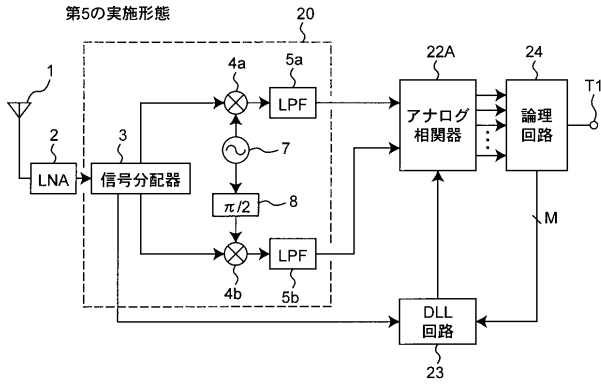 第5の実施形態
20
1
4a
5a
LPF
22A
アナログ
相関器
24
論理
回路
T1
2
LNA
3
信号分配器
7
π/2
8
4b
LPF
5b
M
DLL
回路
23